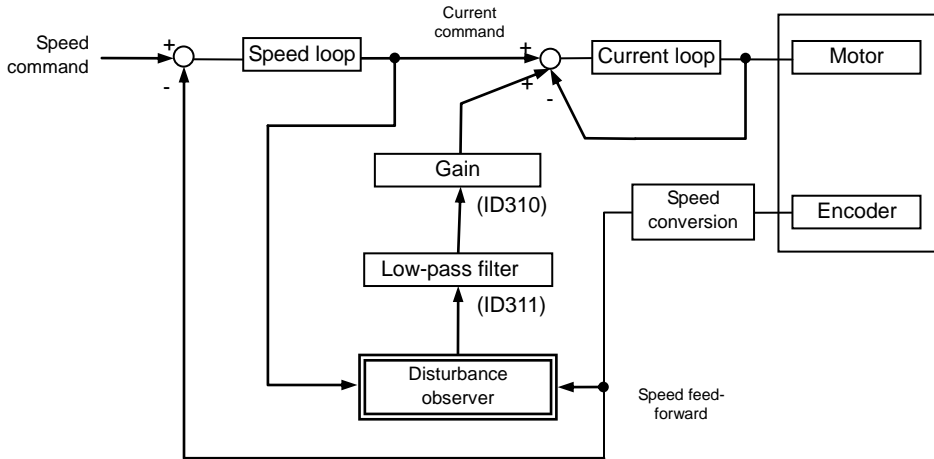 Current
command
Speed
command
+
-
Speed loop
+
+
-
Current loop
Motor
Gain
(ID310)
Speed
conversion
Encoder
Low-pass filter
(ID311)
Disturbance
observer
Speed feed-
forward